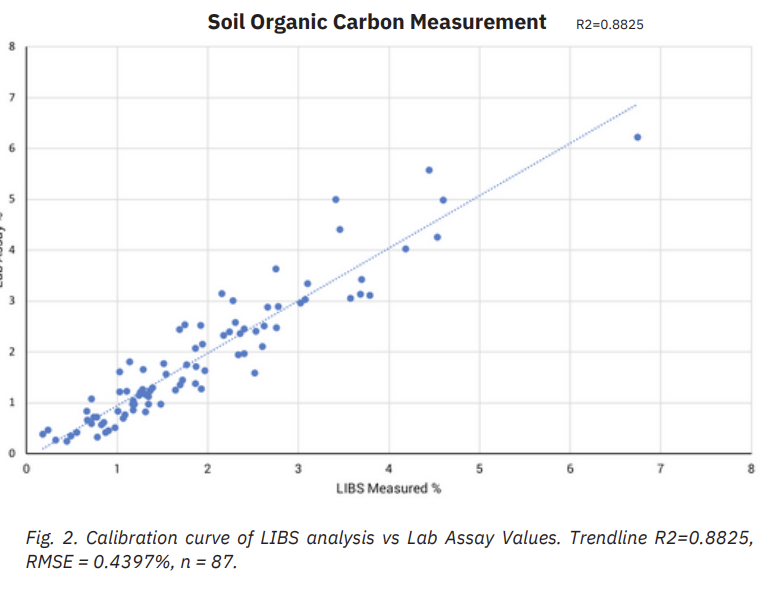 Soil Organic Carbon Measurement R2=0.8825
8
7
6
5
4
3
2
1
0
0 1 2 3 4 5 6 7 8
LIBS Measured %
Fig. 2. Calibration curve of LIBS analysis vs Lab Assay Values. Trendline R2=0.8825,
RMSE = 0.4397%, n = 87.